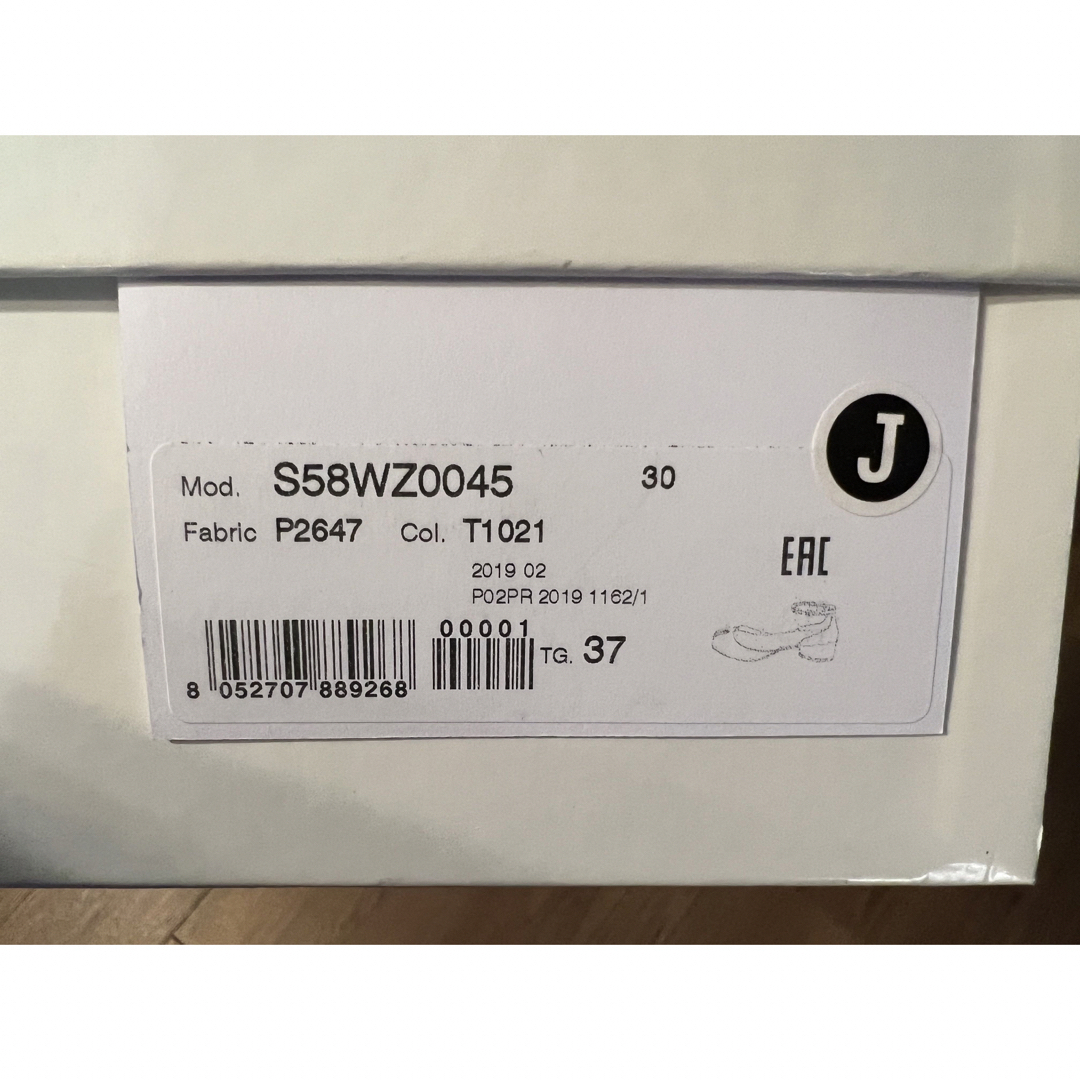 J
Mod. S58WZ0045 30
Fabric P2647 Col. T1021
EAC
2019 02
P02PR 2019 1162/1
00001
TG. 37
8 052707 889268